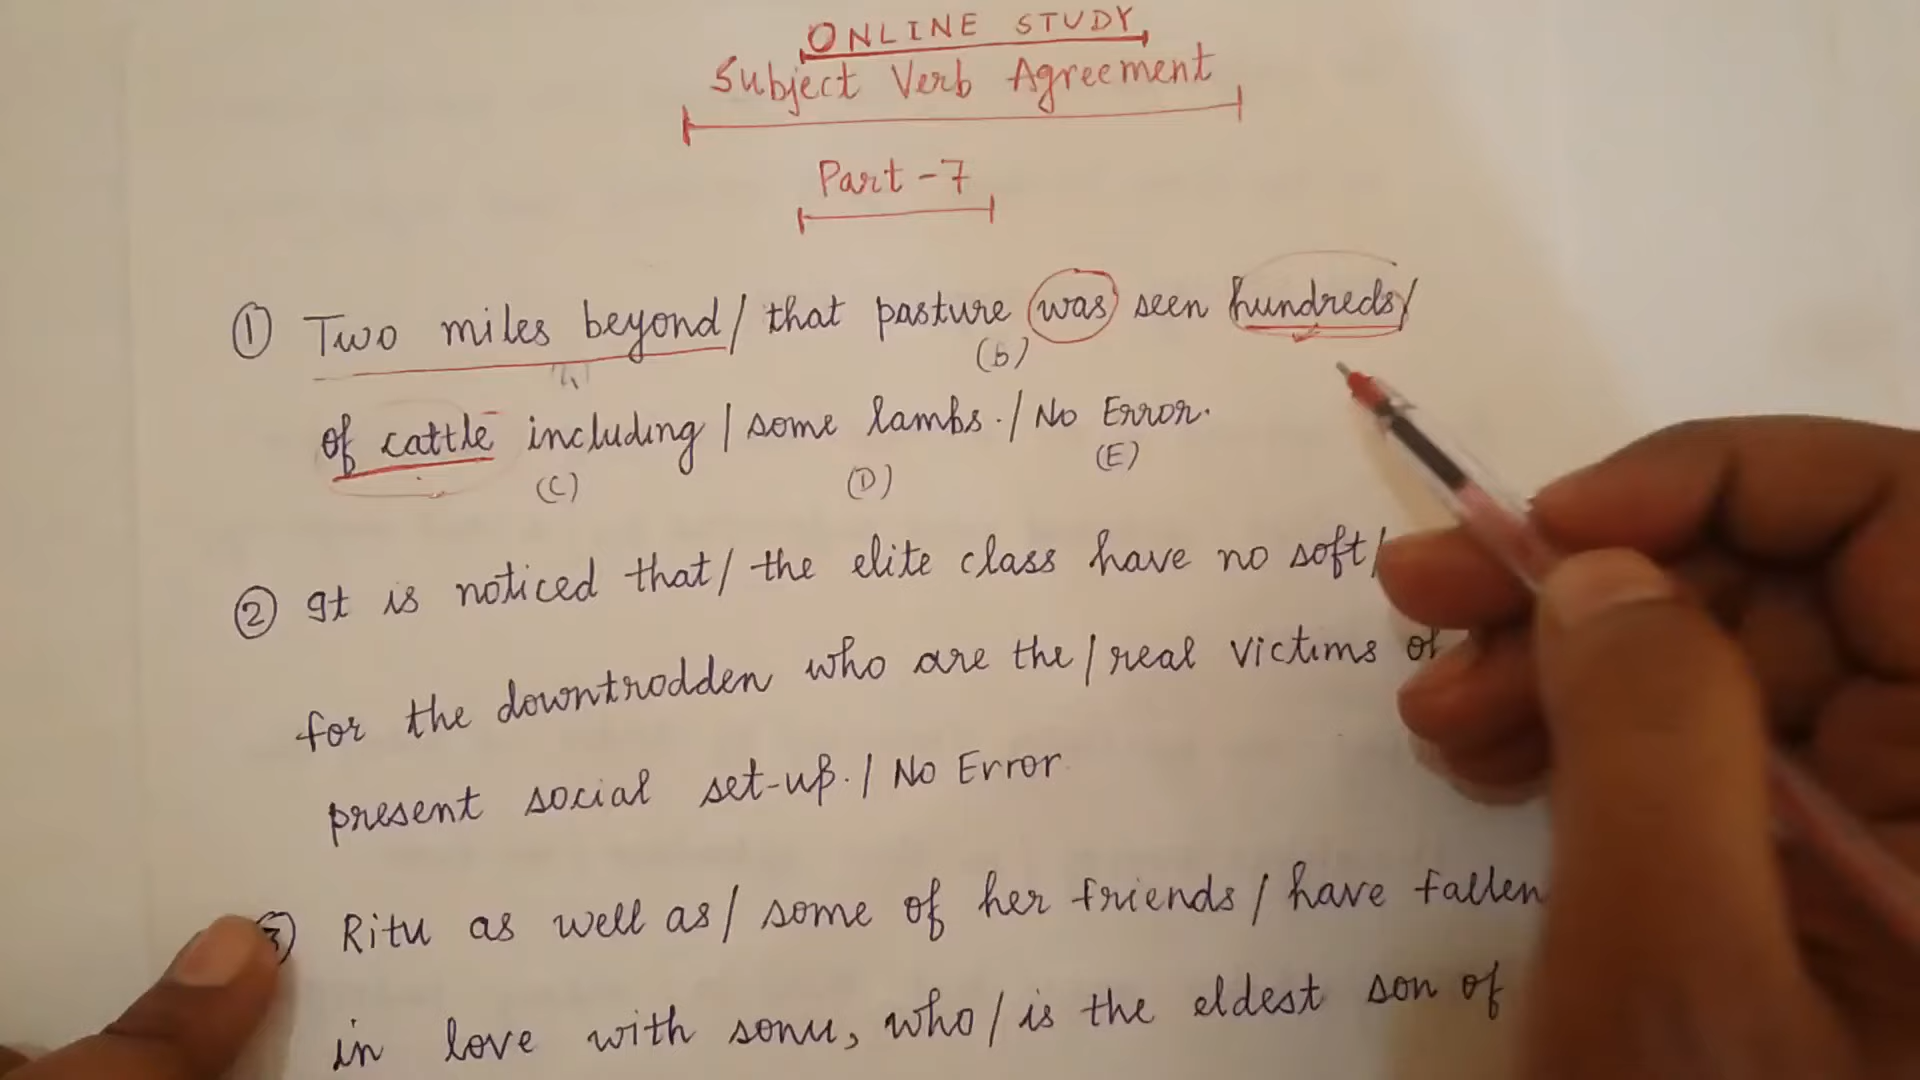 ONLINE STUDY
Subject Verb Agreement
Part-7
① Two miles beyond/ that pasture was seen hundreds/
(b)
of cattle including / some lambs. / No Error.
(C) (D) (E)
② It is noticed that / the elite class have no soft/
for the downtrodden who are the / real victims of
present social set-up. / No Error
3) Ritu as well as / some of her friends / have fallen
in love with sonu, who / is the eldest son of